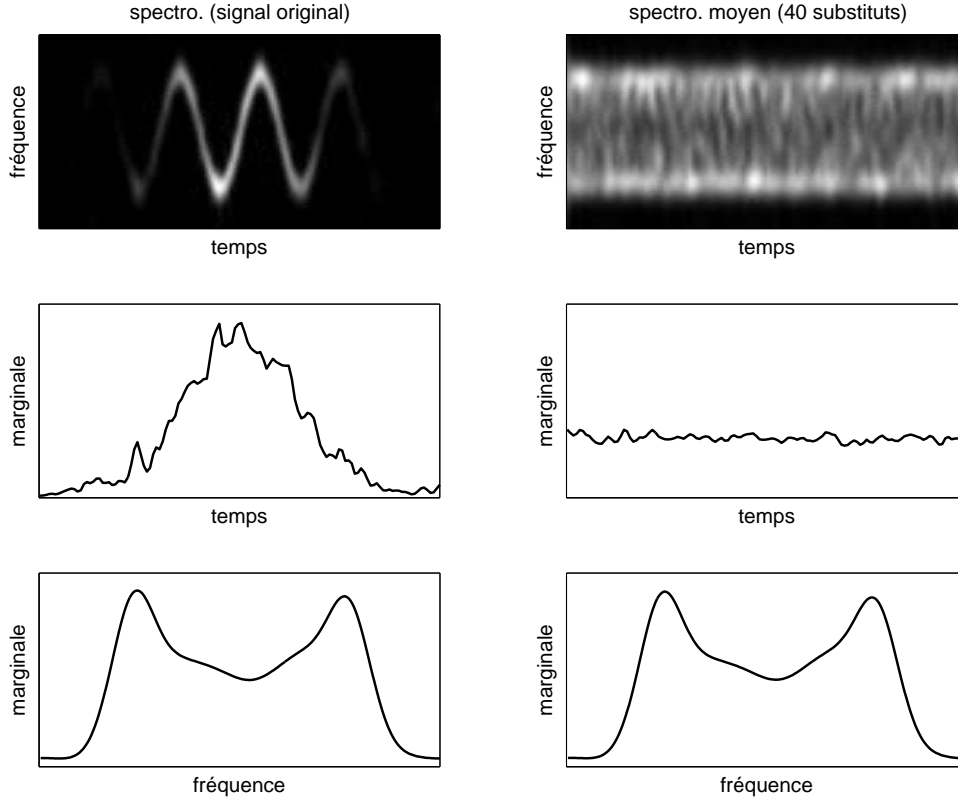 spectro. (signal original)
spectro. moyen (40 substituts)
fréquence
temps
fréquence
temps
marginale
temps
marginale
temps
marginale
fréquence
marginale
fréquence